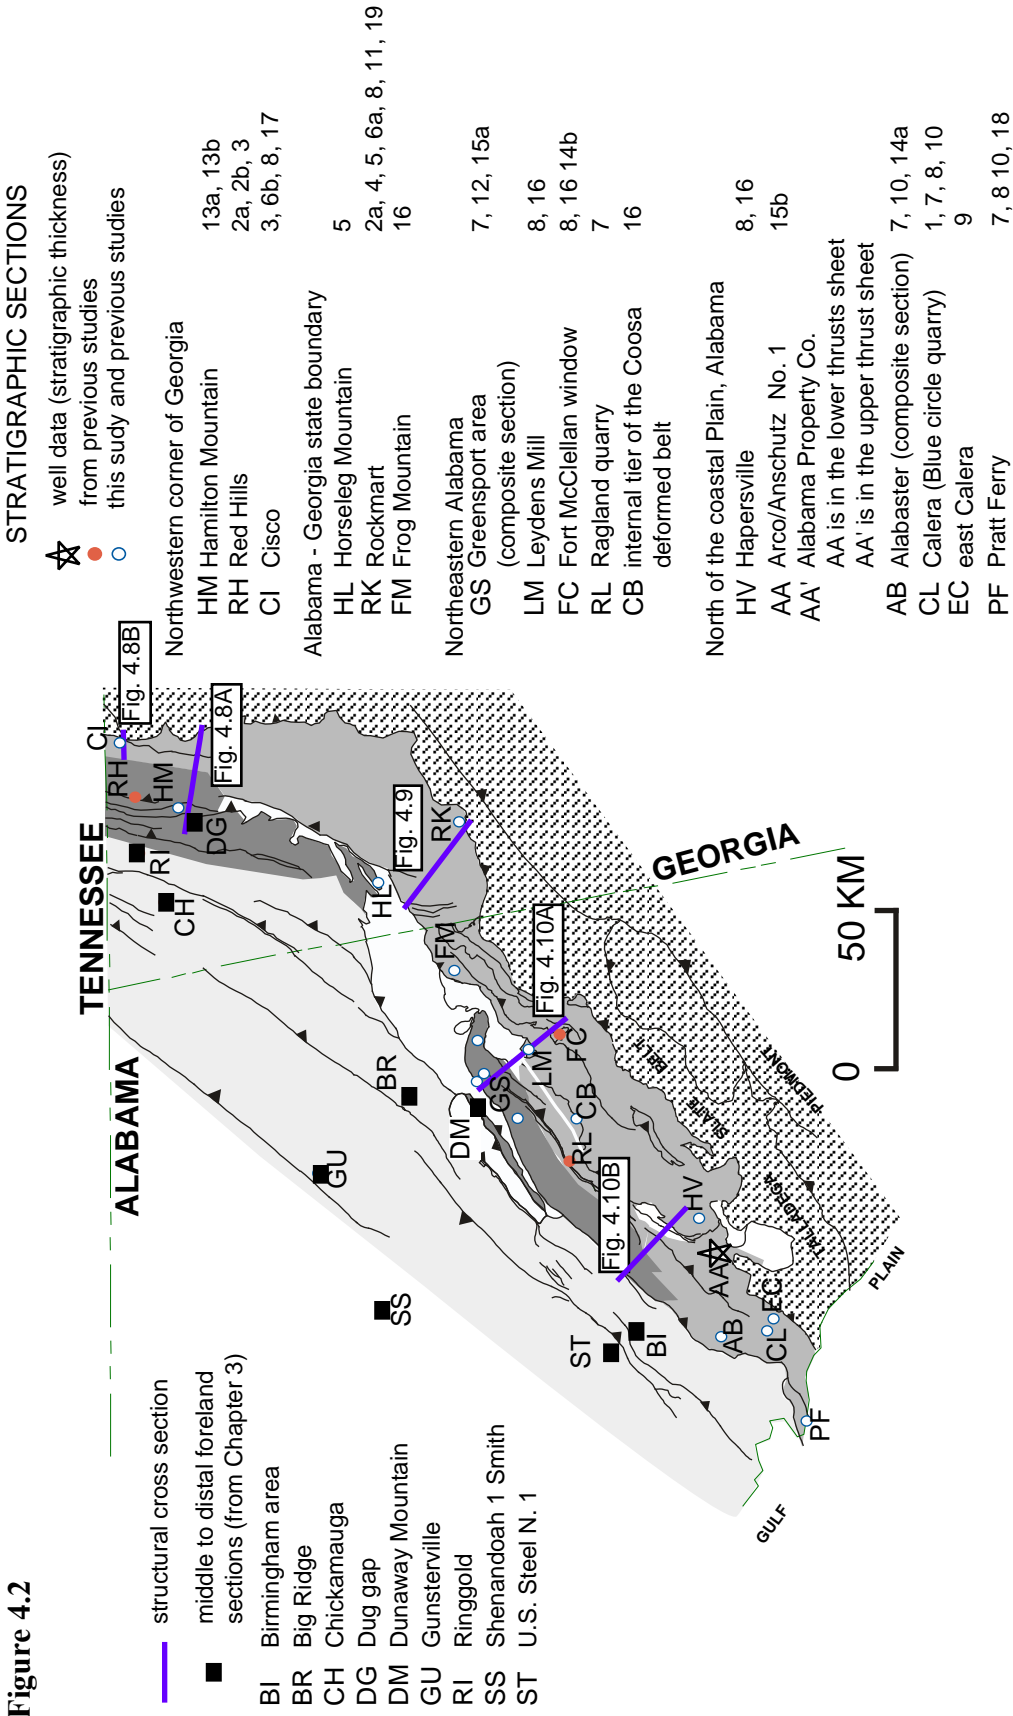 Figure 4.2
structural cross section
middle to distal foreland
sections (from Chapter 3)
BI Birmingham area
BR Big Ridge
CH Chickamauga
DG Dug gap
DM Dunaway Mountain
GU Gunsterville
RI Ringgold
SS Shenandoah 1 Smith
ST U.S. Steel N. 1
ALABAMA
TENNESSEE
GEORGIA
CI
Fig. 4.8B
RH
HM
Fig. 4.8A
RI
DG
CH
HL
Fig. 4.9
RK
FM
Fig. 4.10A
BR
GU
DM
GS
LM
FC
CB
RL
Fig. 4.10B
HV
SS
ST
BI
AA
AB
EC
CL
PF
SLAITE
BELT
PIEDMONT
TALLADEGA
GULF
PLAIN
0
50 KM
STRATIGRAPHIC SECTIONS
well data (stratigraphic thickness)
from previous studies
this sudy and previous studies
Northwestern corner of Georgia
HM Hamilton Mountain 13a, 13b
RH Red Hills 2a, 2b, 3
CI Cisco 3, 6b, 8, 17
Alabama - Georgia state boundary
HL Horseleg Mountain 5
RK Rockmart 2a, 4, 5, 6a, 8, 11, 19
FM Frog Mountain 16
Northeastern Alabama
GS Greensport area 7, 12, 15a
(composite section)
LM Leydens Mill 8, 16
FC Fort McClellan window 8, 16 14b
RL Ragland quarry 7
CB internal tier of the Coosa 16
deformed belt
North of the coastal Plain, Alabama
HV Hapersville 8, 16
AA Arco/Anschutz No. 1 15b
AA' Alabama Property Co.
AA is in the lower thrusts sheet
AA' is in the upper thrust sheet
AB Alabaster (composite section) 7, 10, 14a
CL Calera (Blue circle quarry) 1, 7, 8, 10
EC east Calera 9
PF Pratt Ferry 7, 8 10, 18